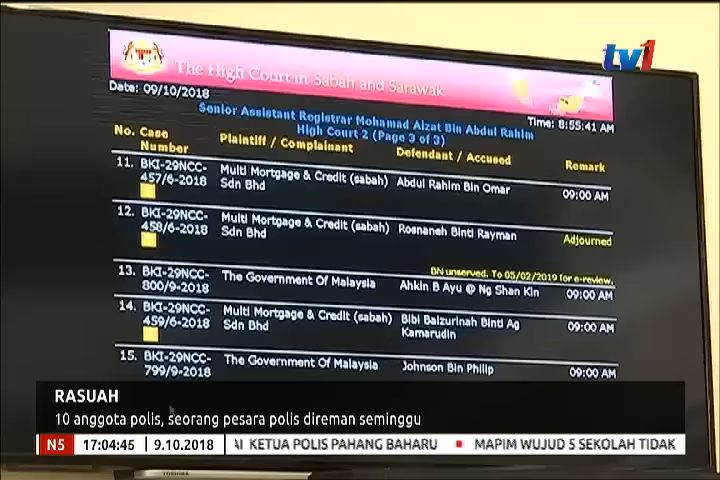 tv1
The High Court in Sabah and Sarawak
Date: 09/10/2018
Time: 8:55:41 AM
Senior Assistant Registrar Mohamad Aizat Bin Abdul Rahim
High Court 2 (Page 3 of 3)
No. Case Number Plaintiff / Complainant Defendant / Accused Remark
11. BKI-29NCC-457/6-2018 Multi Mortgage & Credit (sabah) Sdn Bhd Abdul Rahim Bin Omar 09:00 AM
12. BKI-29NCC-458/6-2018 Multi Mortgage & Credit (sabah) Sdn Bhd Rosnaneh Binti Rayman Adjourned
BN unserved. To 05/02/2019 for e-review.
13. BKI-29NCC-800/9-2018 The Government Of Malaysia Ahkin B Ayu @ Ng Shan Kin 09:00 AM
14. BKI-29NCC-459/6-2018 Multi Mortgage & Credit (sabah) Sdn Bhd Bibi Baizurinah Binti Ag Kamarudin 09:00 AM
15. BKI-29NCC-799/9-2018 The Government Of Malaysia Johnson Bin Philip 09:00 AM
RASUAH
10 anggota polis, seorang pesara polis direman seminggu
N5 17:04:45 9.10.2018 AI KETUA POLIS PAHANG BAHARU ■ MAPIM WUJUD 5 SEKOLAH TIDAK
TOSHIBA